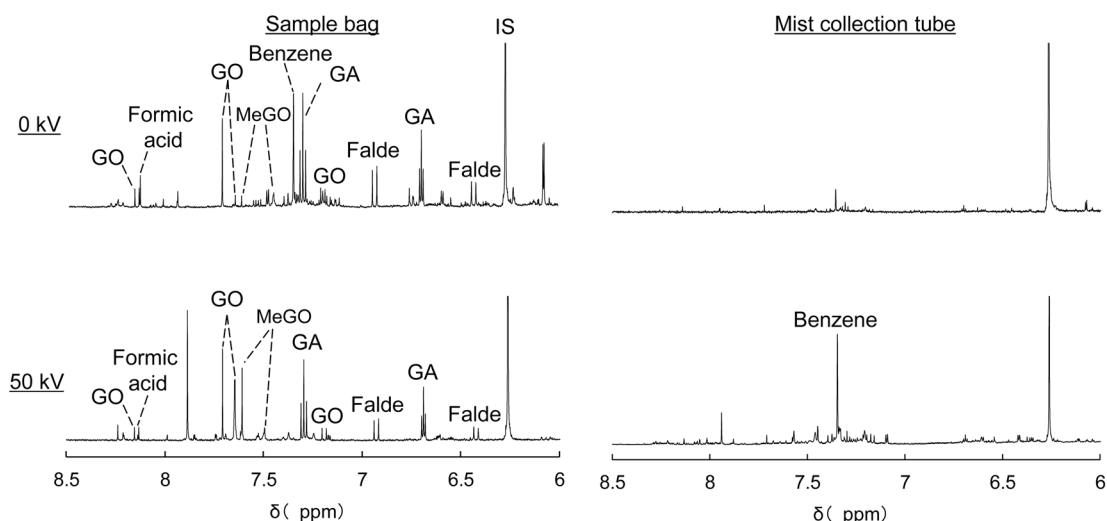 Sample bag
IS
Mist collection tube
Benzene
GO
GA
MeGO
Formic
acid
0 kV
GA
GO
Falde
GO
Falde
GO
MeGO
Benzene
GA
Formic
acid
GA
50 kV
GO
Falde
GO
Falde
8.5 8 7.5 7 6.5 6
8.5 8 7.5 7 6.5 6
δ( ppm)
δ( ppm)